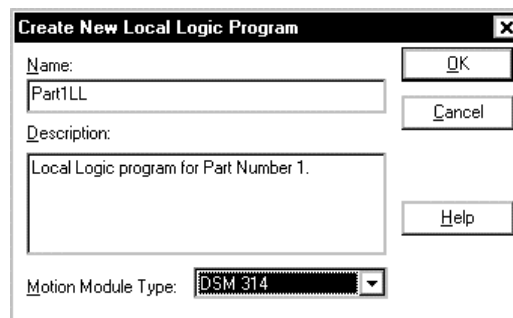 Create New Local Logic Program
Name:
Part1LL
Description:
Local Logic program for Part Number 1.
Motion Module Type: DSM 314
OK
Cancel
Help